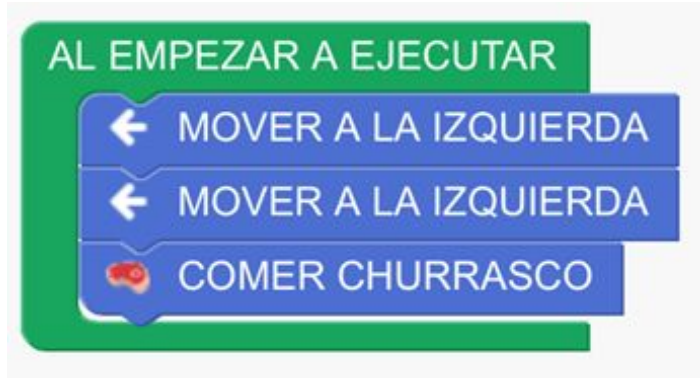 AL EMPEZAR A EJECUTAR
MOVER A LA IZQUIERDA
MOVER A LA IZQUIERDA
COMER CHURRASCO